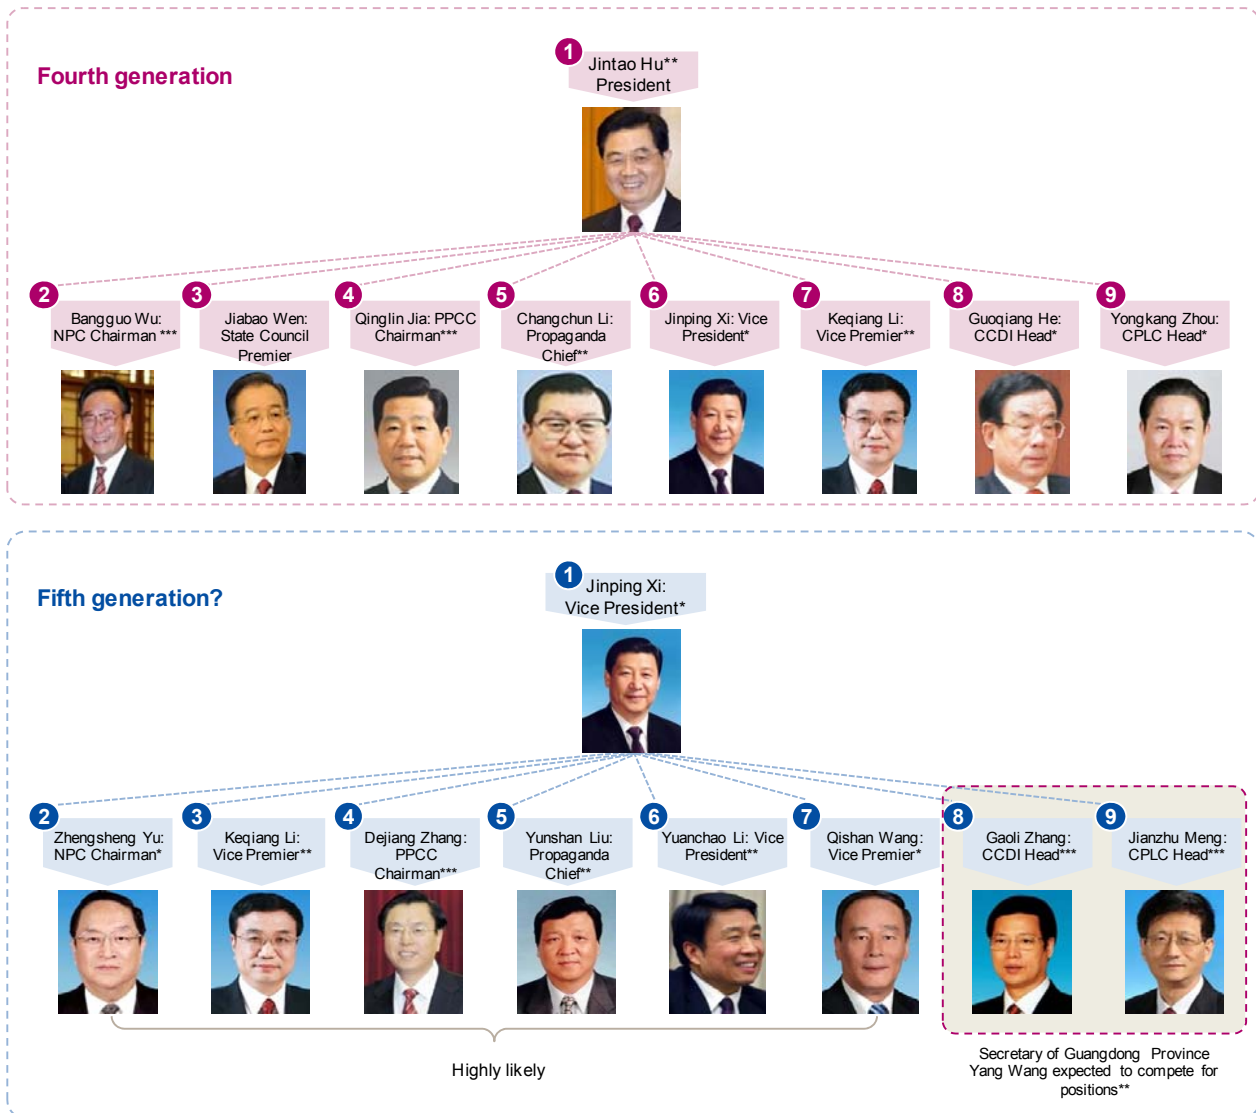 Fourth generation
1
Jintao Hu**
President
2
Bangguo Wu:
NPC Chairman ***
3
Jiabao Wen:
State Council
Premier
4
Qinglin Jia: PPCC
Chairman***
5
Changchun Li:
Propaganda
Chief**
6
Jinping Xi: Vice
President*
7
Keqiang Li:
Vice Premier**
8
Guoqiang He:
CCDI Head*
9
Yongkang Zhou:
CPLC Head*
Fifth generation?
1
Jinping Xi:
Vice President*
2
Zhengsheng Yu:
NPC Chairman*
3
Keqiang Li:
Vice Premier**
4
Dejiang Zhang:
PPCC
Chairman***
5
Yunshan Liu:
Propaganda
Chief**
6
Yuanchao Li: Vice
President**
7
Qishan Wang:
Vice Premier*
8
Gaoli Zhang:
CCDI Head***
9
Jianzhu Meng:
CPLC Head***
Highly likely
Secretary of Guangdong Province
Yang Wang expected to compete for
positions**